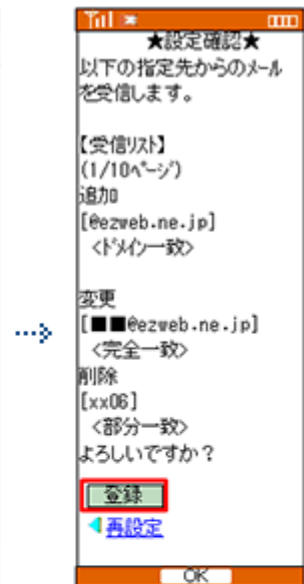 ★設定確認★
以下の指定先からのメール
を受信します。
【受信リスト】
(1/10ページ)
追加
[@ezweb.ne.jp]
<ドメイン一致>
変更
[■■@ezweb.ne.jp]
<完全一致>
削除
[xx06]
<部分一致>
よろしいですか？
登録
再設定
OK